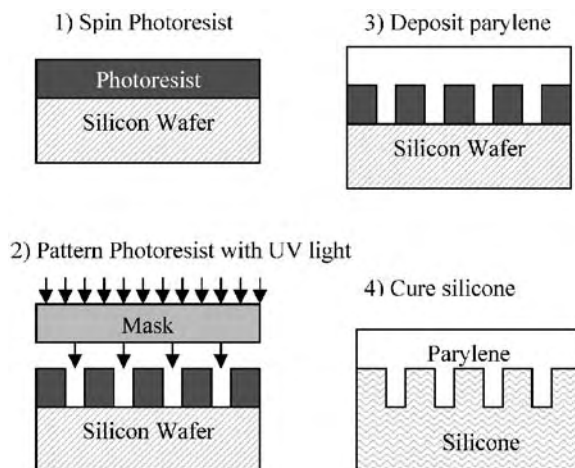 1) Spin Photoresist
Photoresist
Silicon Wafer
2) Pattern Photoresist with UV light
Mask
Silicon Wafer
3) Deposit parylene
Silicon Wafer
4) Cure silicone
Parylene
Silicone